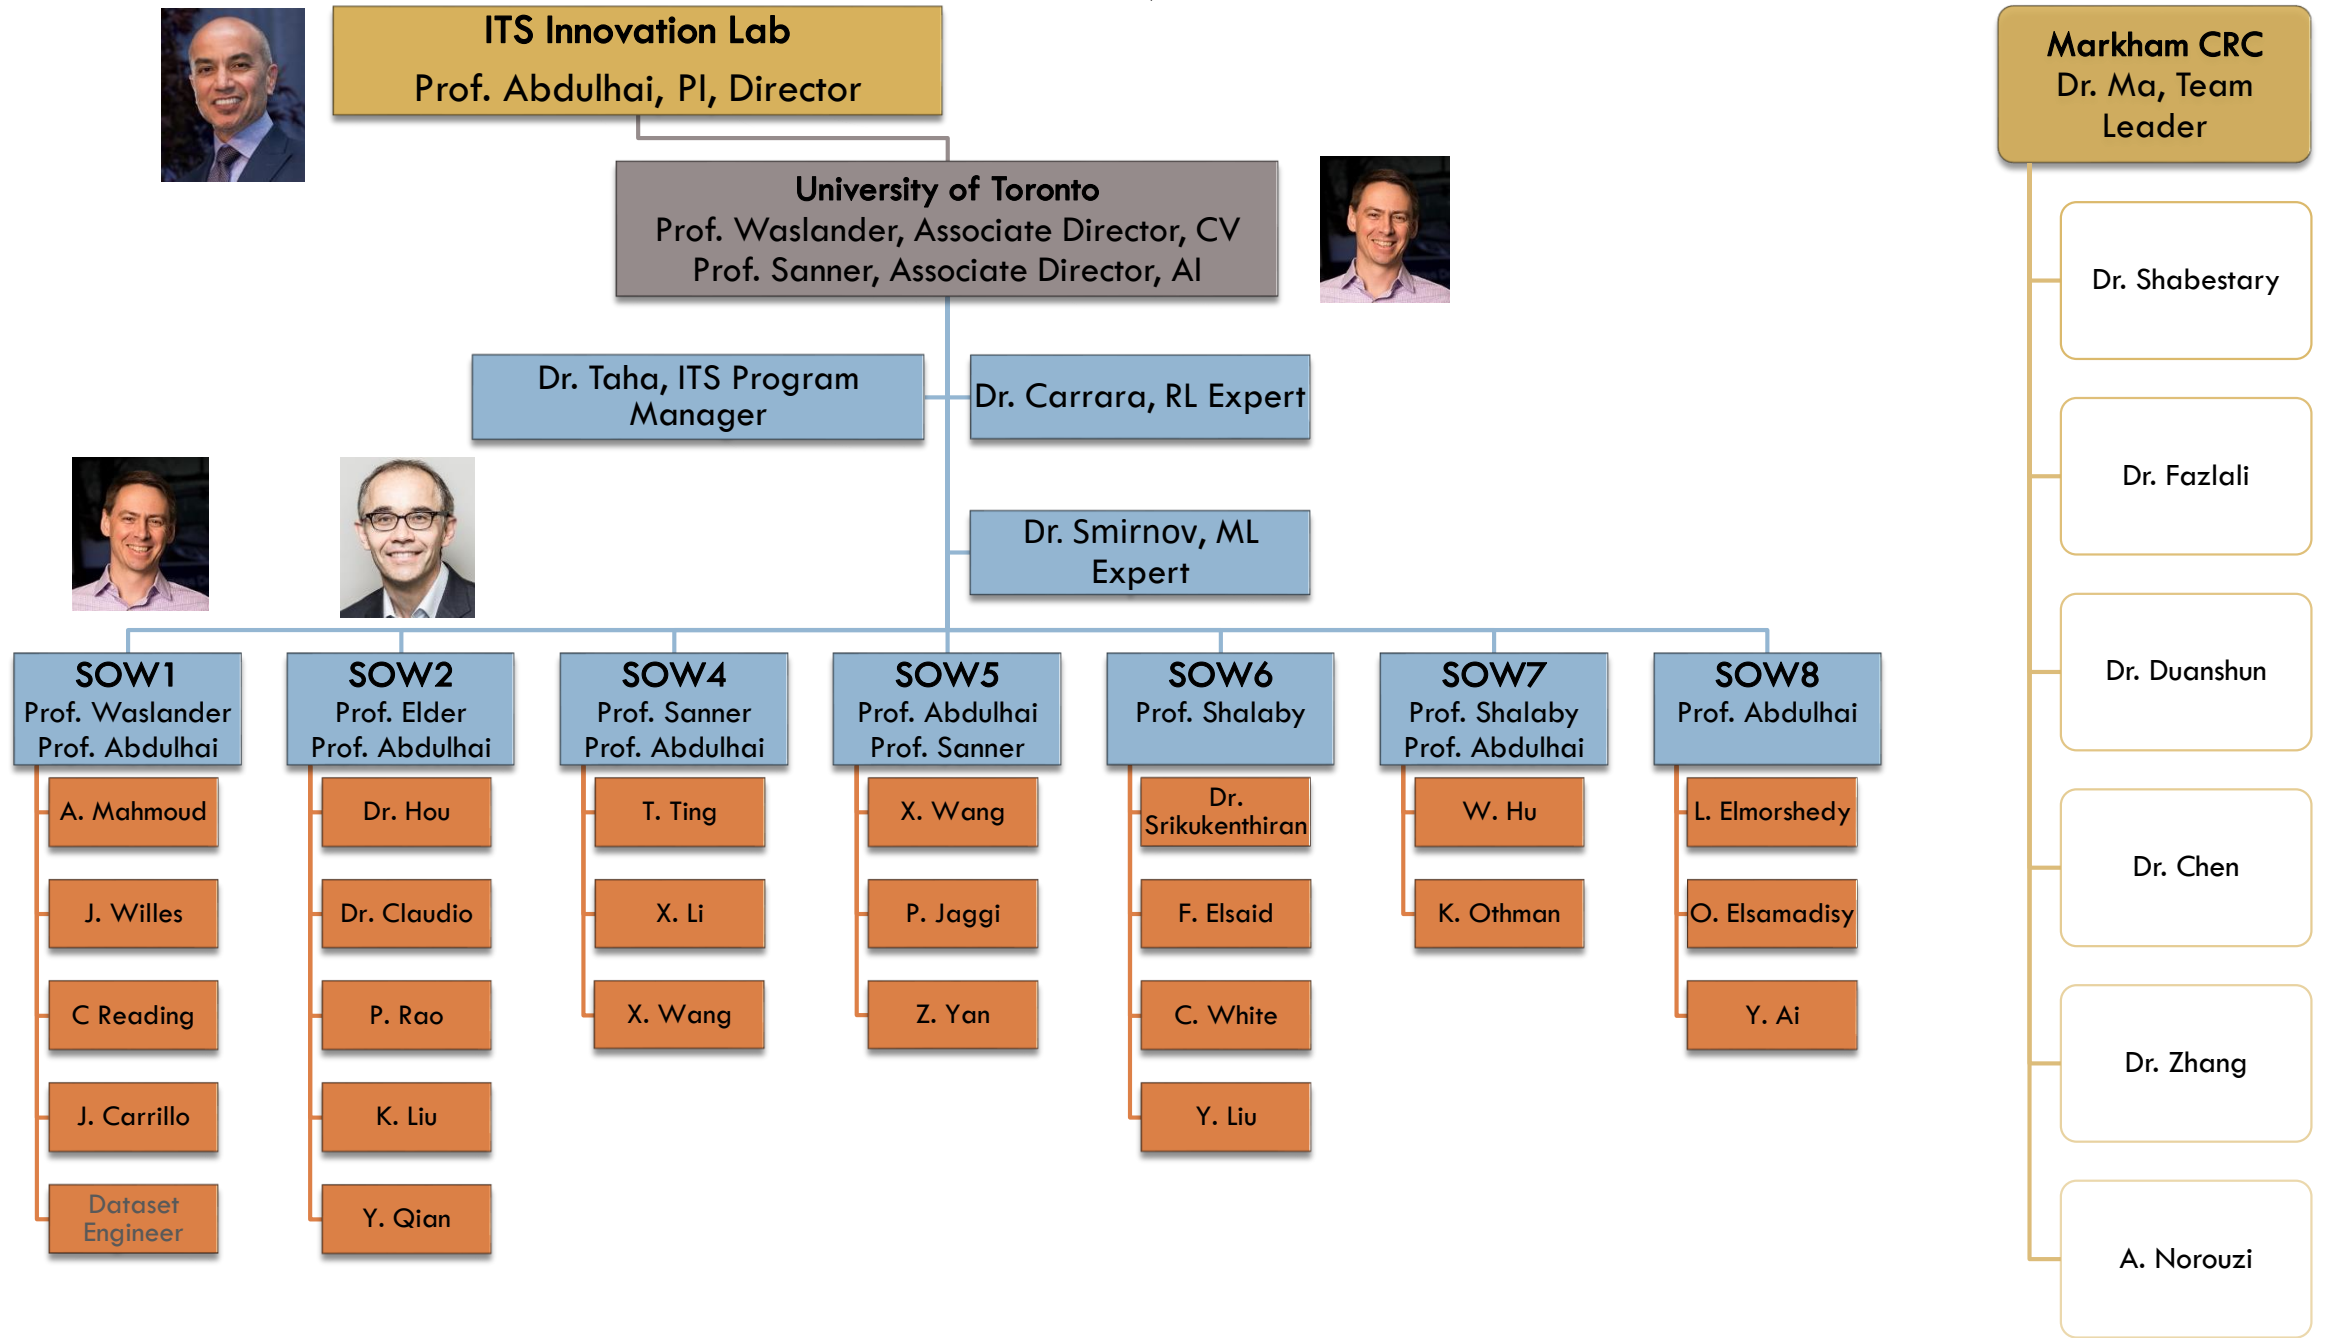 ITS Innovation Lab
Prof. Abdulhai, PI, Director
University of Toronto
Prof. Waslander, Associate Director, CV
Prof. Sanner, Associate Director, AI
Dr. Taha, ITS Program
Manager
Dr. Carrara, RL Expert
Dr. Smirnov, ML
Expert
SOW1
Prof. Waslander
Prof. Abdulhai
A. Mahmoud
J. Willes
C Reading
J. Carrillo
Dataset
Engineer
SOW2
Prof. Elder
Prof. Abdulhai
Dr. Hou
Dr. Claudio
P. Rao
K. Liu
Y. Qian
SOW4
Prof. Sanner
Prof. Abdulhai
T. Ting
X. Li
X. Wang
SOW5
Prof. Abdulhai
Prof. Sanner
X. Wang
P. Jaggi
Z. Yan
SOW6
Prof. Shalaby
Dr.
Srikukenthiran
F. Elsaid
C. White
Y. Liu
SOW7
Prof. Shalaby
Prof. Abdulhai
W. Hu
K. Othman
SOW8
Prof. Abdulhai
L. Elmorshedy
O. Elsamadisy
Y. Ai
Markham CRC
Dr. Ma, Team
Leader
Dr. Shabestary
Dr. Fazlali
Dr. Duanshun
Dr. Chen
Dr. Zhang
A. Norouzi